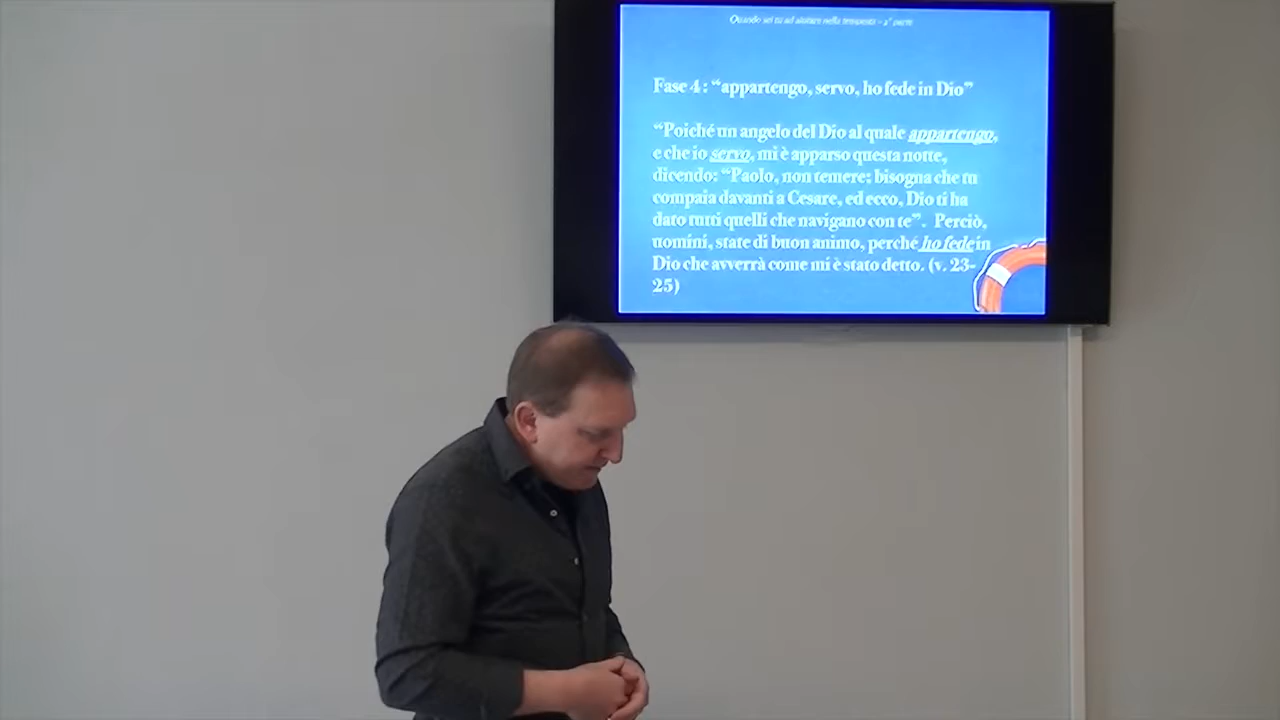 Quando sei tu ad aiutare nella tempesta - 2° parte
Fase 4: “appartengo, servo, ho fede in Dio”
“Poiché un angelo del Dio al quale appartengo,
e che io servo, mi è apparso questa notte,
dicendo: “Paolo, non temere; bisogna che tu
compaia davanti a Cesare, ed ecco, Dio ti ha
dato tutti quelli che navigano con te”. Perciò,
uomini, state di buon animo, perché ho fede in
Dio che avverrà come mi è stato detto. (v. 23-
25)